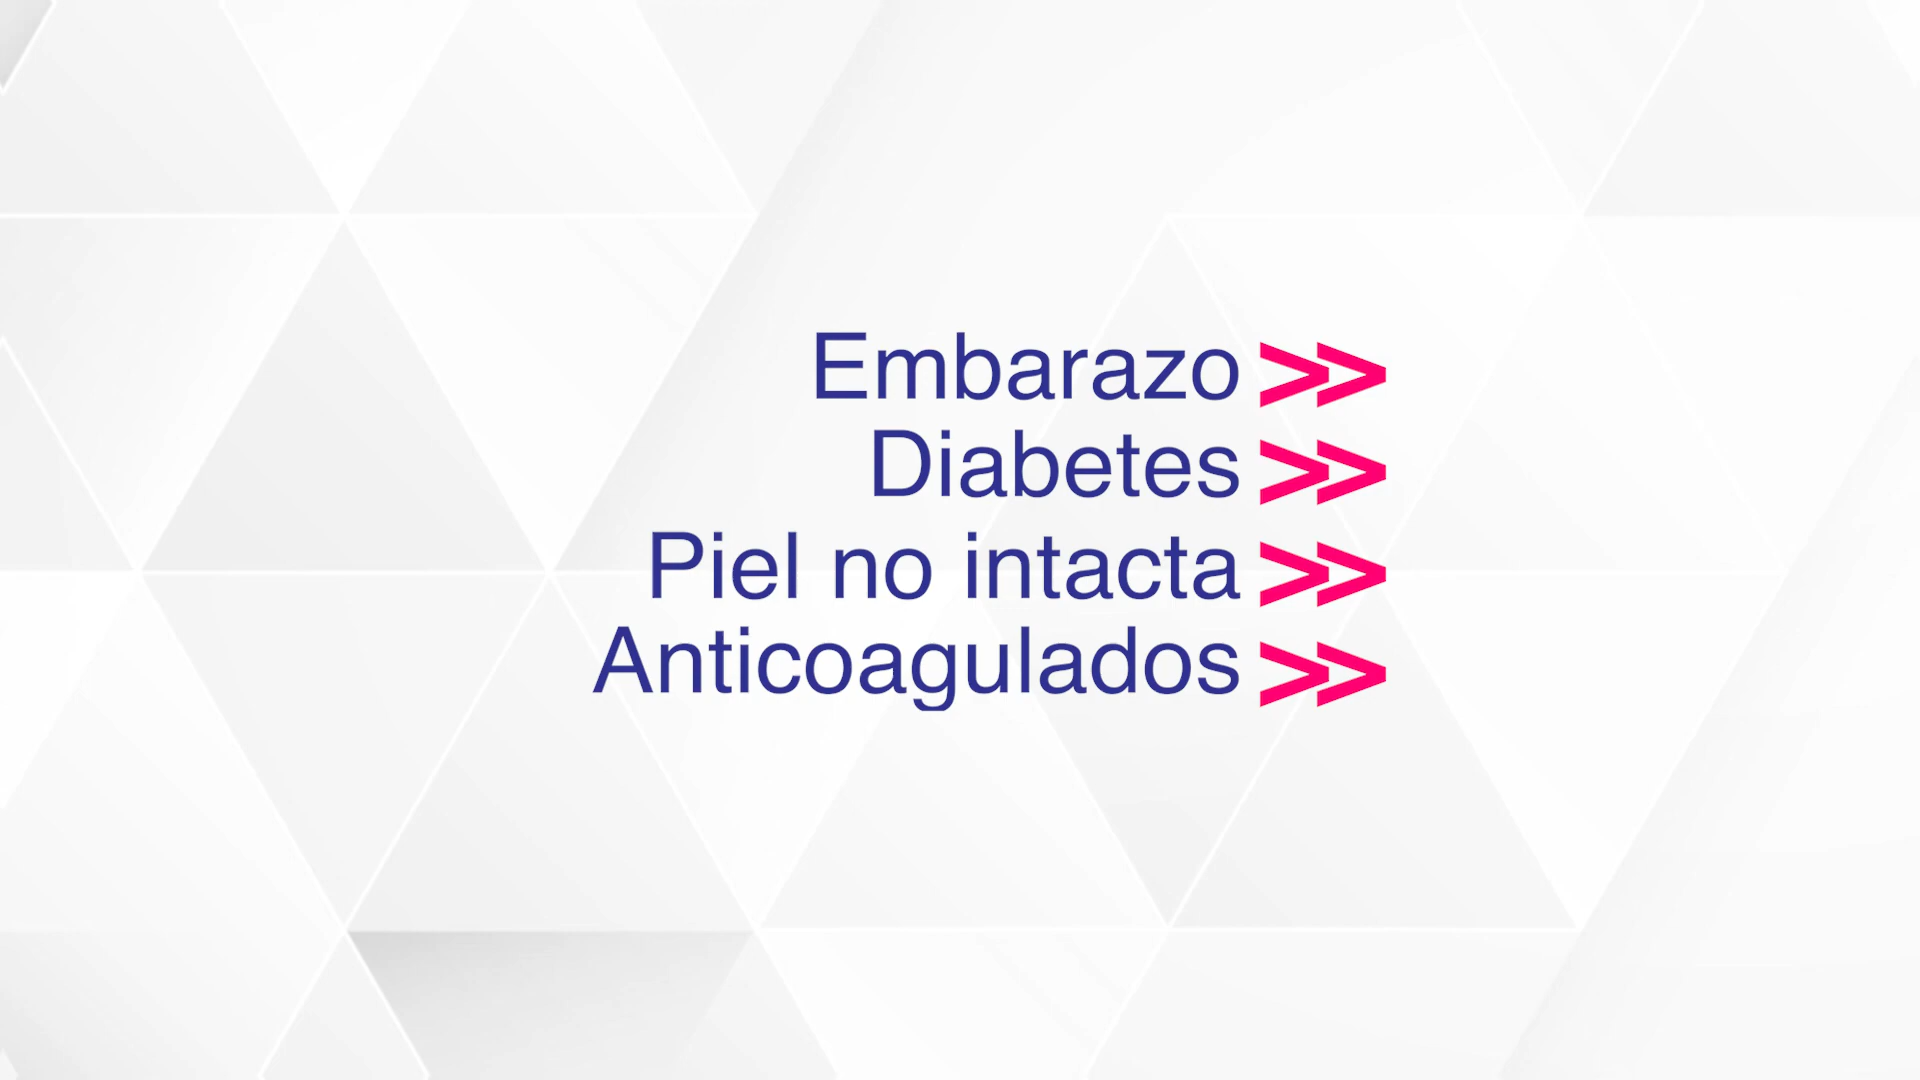 Embarazo >>
Diabetes >>
Piel no intacta >>
Anticoagulados >>